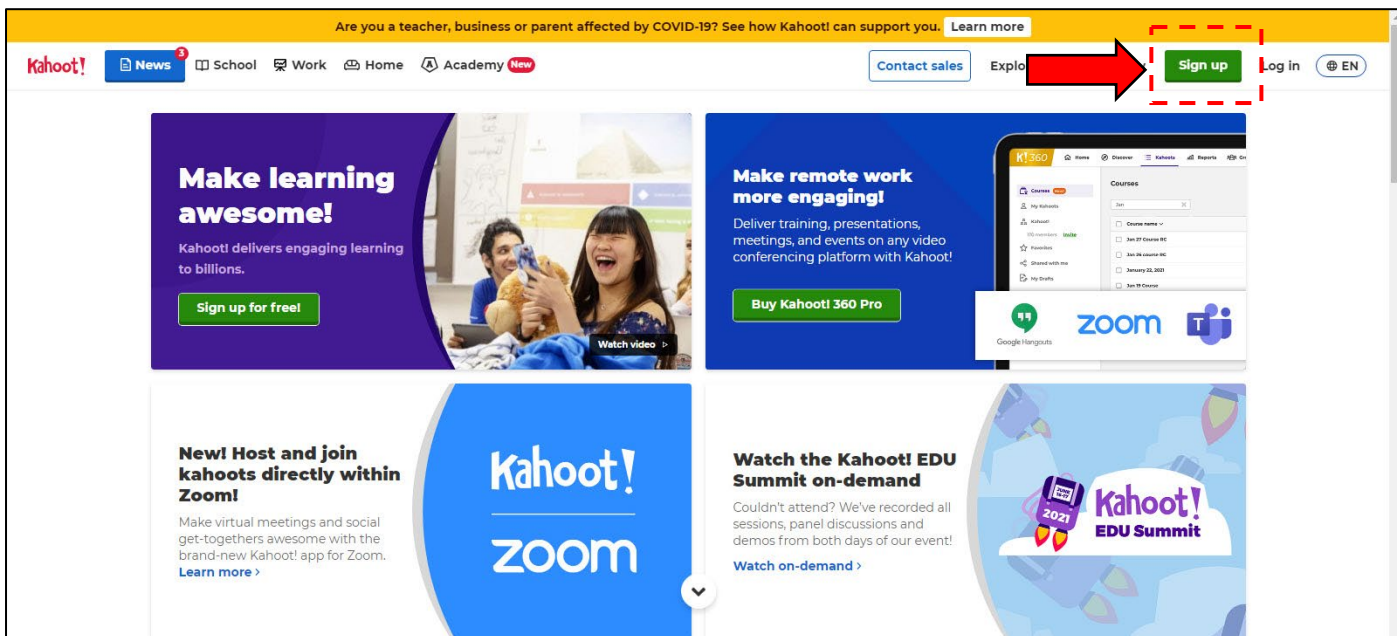 Are you a teacher, business or parent affected by COVID-19? See how Kahoot! can support you. Learn more
Kahoot! News 3 School Work Home Academy New Contact sales Explo Sign up Log in EN
Make learning
awesome!
Kahoot! delivers engaging learning
to billions.
Sign up for free!
Watch video
Make remote work
more engaging!
Deliver training, presentations,
meetings, and events on any video
conferencing platform with Kahoot!
Buy Kahoot! 360 Pro
K!360 Home Discover Kahoots Reports
Courses
My Kahoots
Kahoot!
Invite
Favorites
Shared with me
My Drafts
Courses
Jan
Course name
Jan 27 Course RC
Jan 26 course RC
January 22, 2021
Jan 19 Course
Google Hangouts
zoom
T
New! Host and join
kahoots directly within
Zoom!
Make virtual meetings and social
get-togethers awesome with the
brand-new Kahoot! app for Zoom.
Learn more >
Kahoot!
zoom
Watch the Kahoot! EDU
Summit on-demand
Couldn't attend? We've recorded all
sessions, panel discussions and
demos from both days of our event!
Watch on-demand >
JUNE
2021
Kahoot!
EDU Summit